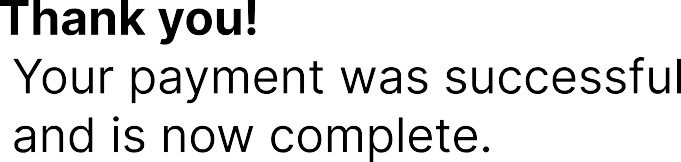 Thank you!
Your payment was successful
and is now complete.